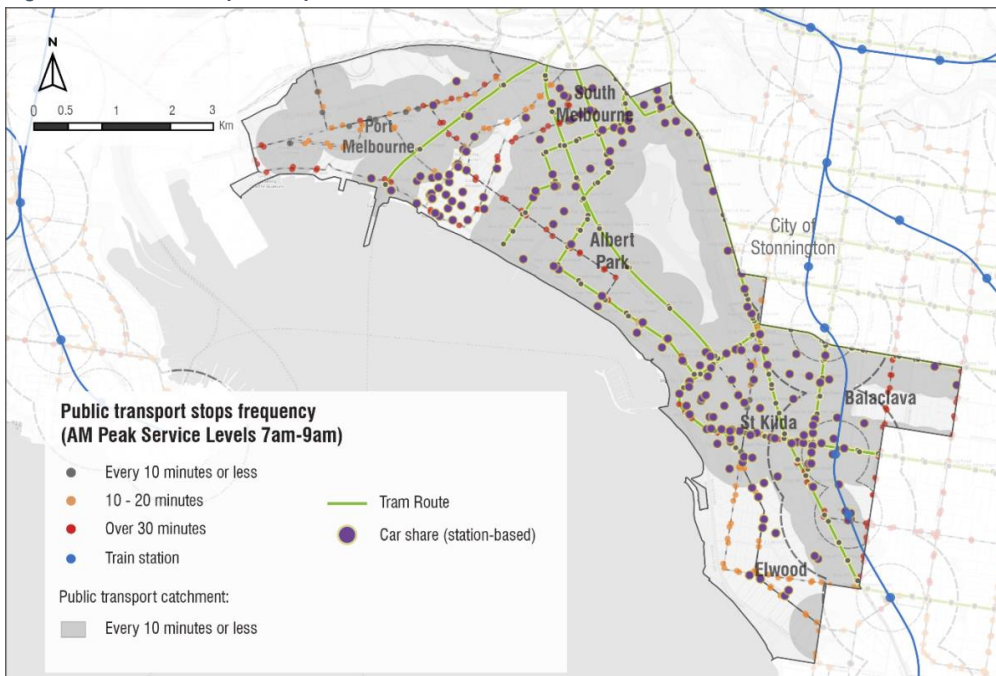 N
0 0.5 1 2 3
Km
Port
Melbourne
South
Melbourne
Albert
Park
City of
Stonnington
Balaclava
St Kilda
Elwood
Public transport stops frequency
(AM Peak Service Levels 7am-9am)
Every 10 minutes or less
10 - 20 minutes
Over 30 minutes
Train station
Tram Route
Car share (station-based)
Public transport catchment:
Every 10 minutes or less